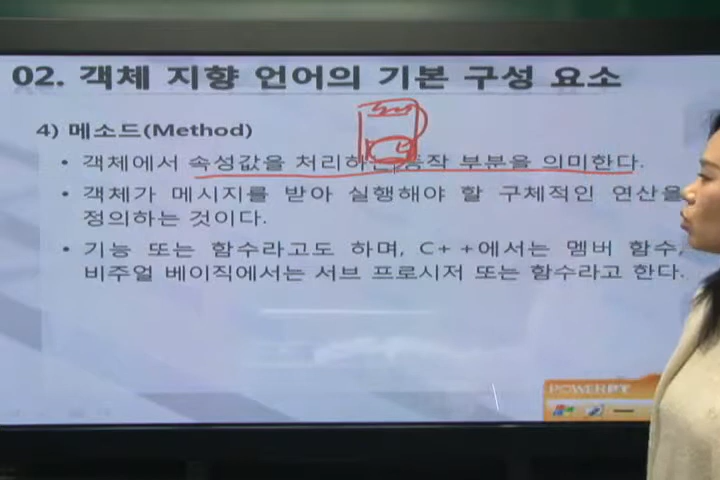 02. 객체 지향 언어의 기본 구성 요소
4) 메소드(Method)
• 객체에서 속성값을 처리하는 동작 부분을 의미한다.
• 객체가 메시지를 받아 실행해야 할 구체적인 연산을
정의하는 것이다.
• 기능 또는 함수라고도 하며, C++에서는 멤버 함수,
비주얼 베이직에서는 서브 프로시저 또는 함수라고 한다.
POWERPT